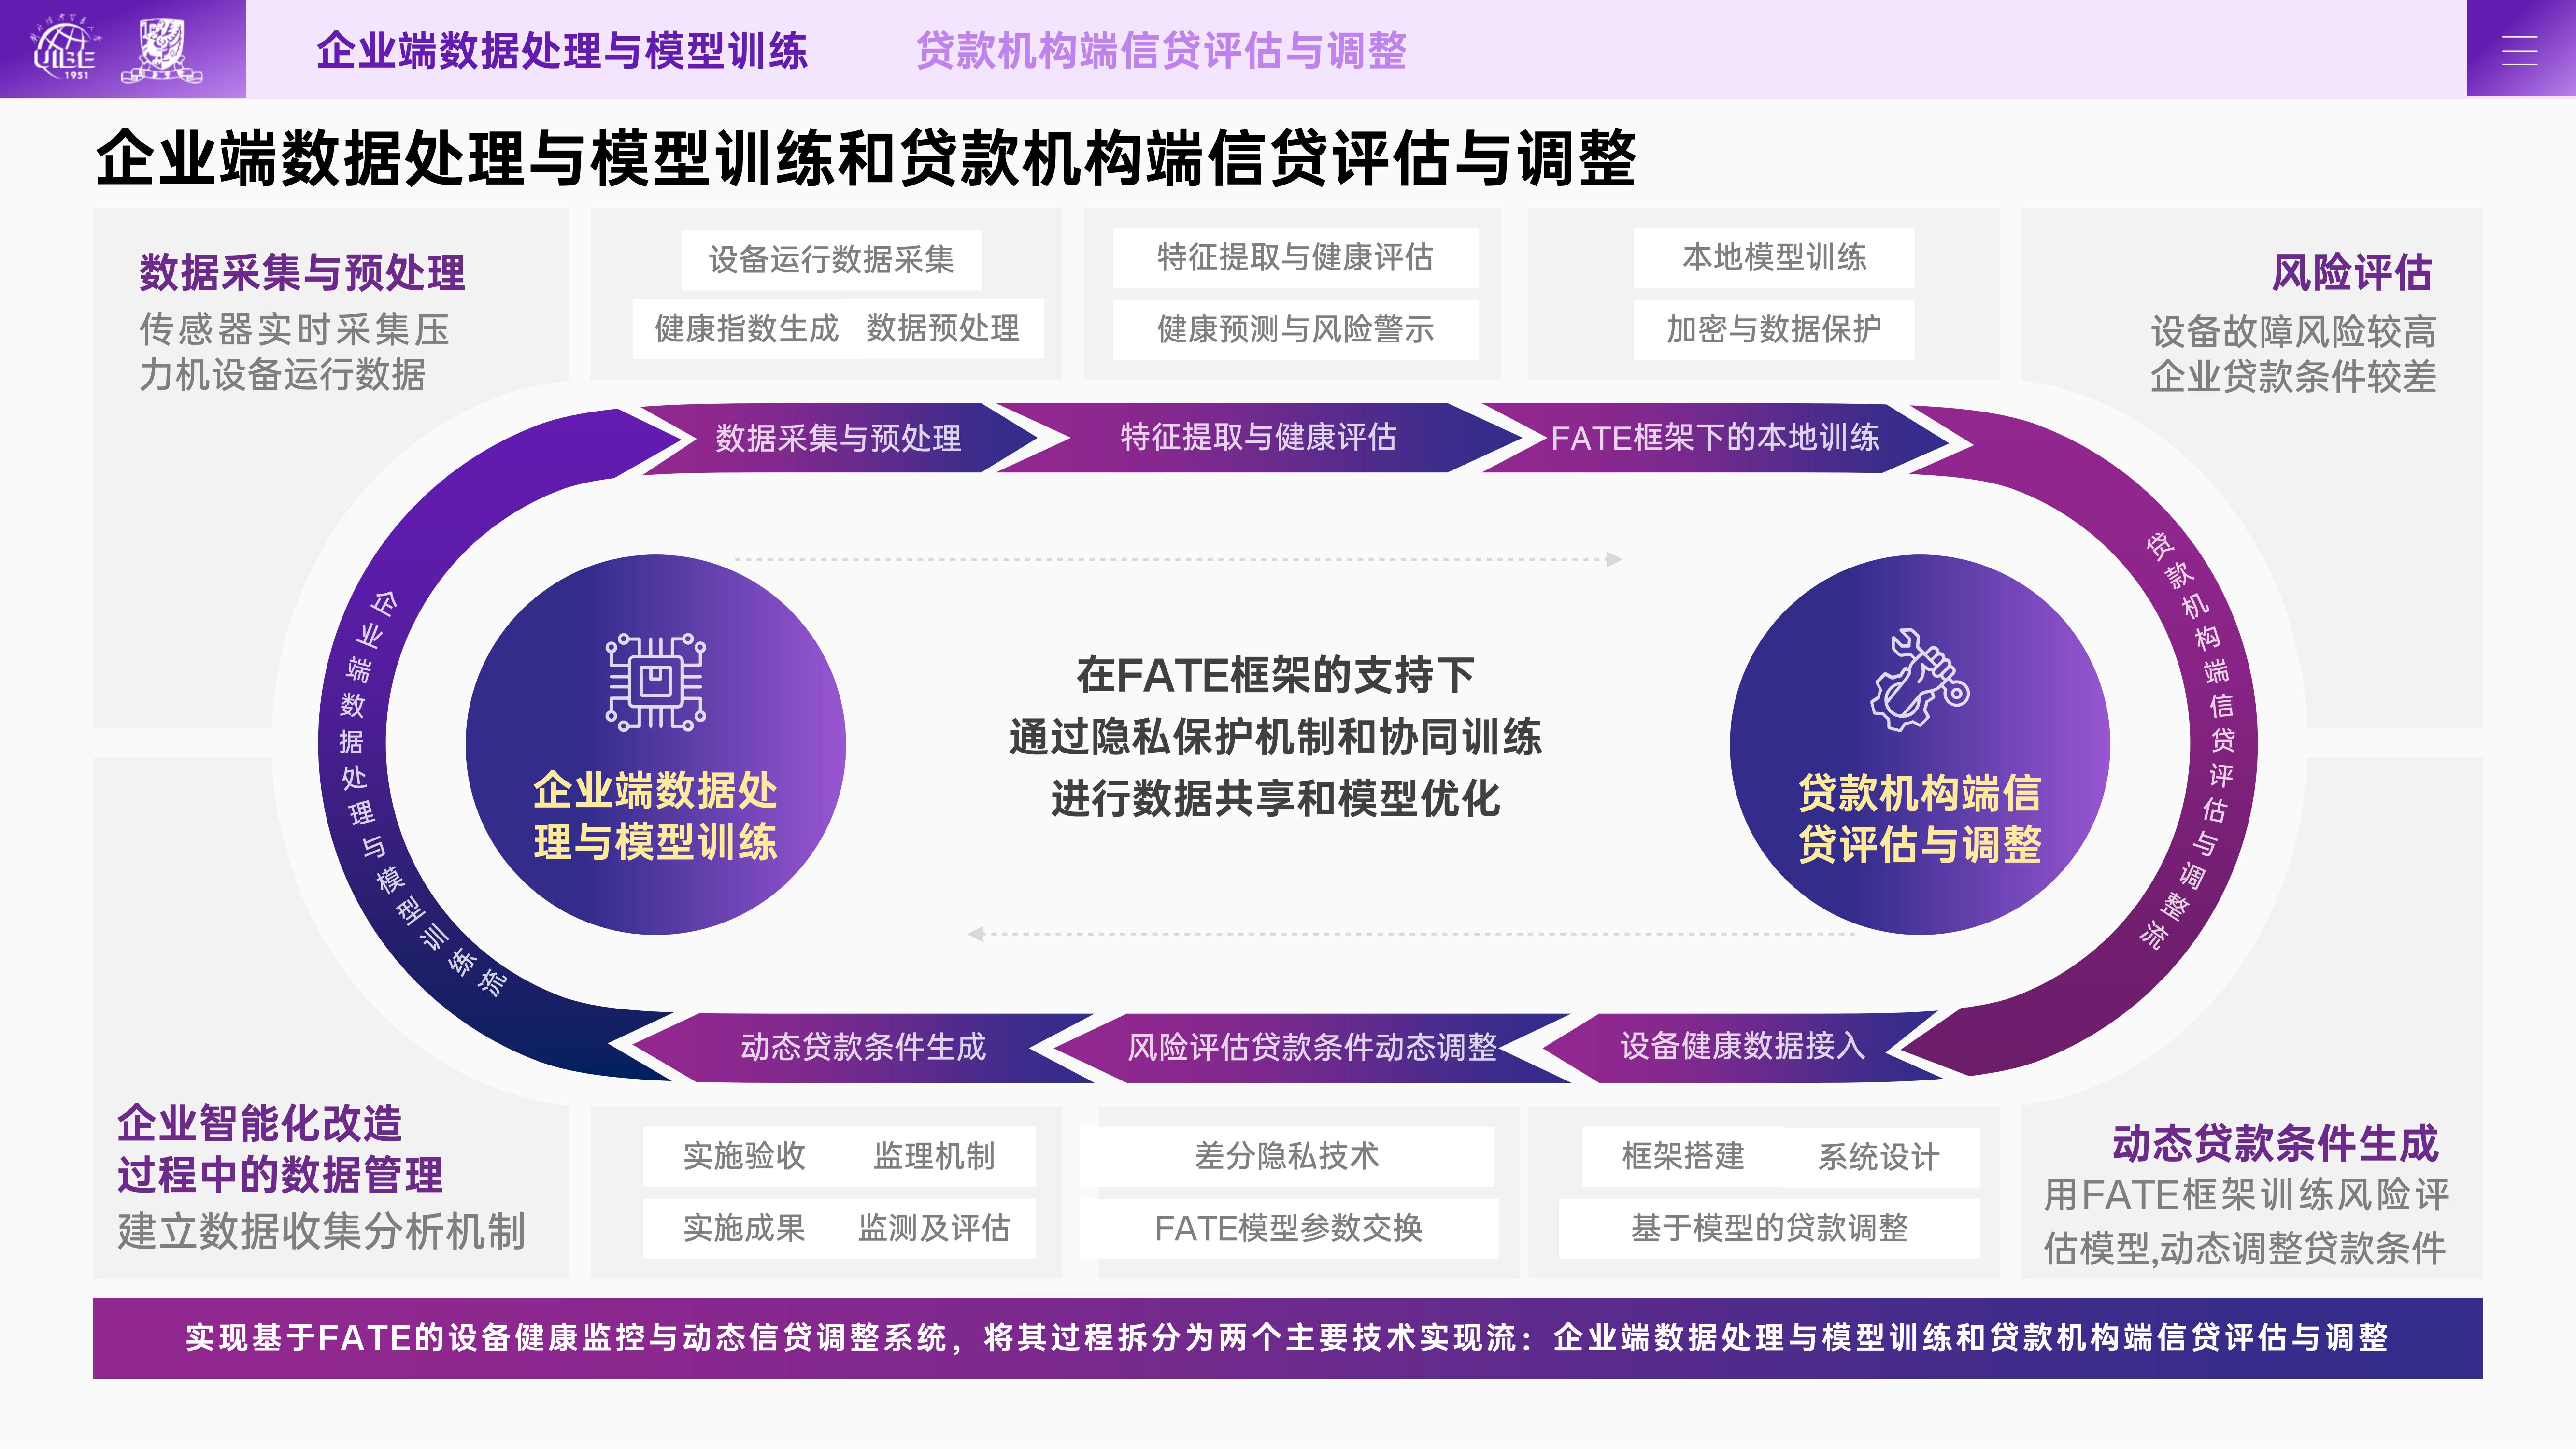 UIBE
1951
企业端数据处理与模型训练
贷款机构端信贷评估与调整
企业端数据处理与模型训练和贷款机构端信贷评估与调整
数据采集与预处理
传感器实时采集压
力机设备运行数据
设备运行数据采集
健康指数生成 数据预处理
特征提取与健康评估
健康预测与风险警示
本地模型训练
加密与数据保护
风险评估
设备故障风险较高
企业贷款条件较差
数据采集与预处理
特征提取与健康评估
FATE框架下的本地训练
企业端数据处理与模型训练流
企业端数据处
理与模型训练
在FATE框架的支持下
通过隐私保护机制和协同训练
进行数据共享和模型优化
贷款机构端信
贷评估与调整
贷款机构端信贷评估与调整流
动态贷款条件生成
风险评估贷款条件动态调整
设备健康数据接入
企业智能化改造
过程中的数据管理
建立数据收集分析机制
实施验收 监理机制
实施成果 监测及评估
差分隐私技术
FATE模型参数交换
框架搭建 系统设计
基于模型的贷款调整
动态贷款条件生成
用FATE框架训练风险评
估模型,动态调整贷款条件
实现基于FATE的设备健康监控与动态信贷调整系统，将其过程拆分为两个主要技术实现流：企业端数据处理与模型训练和贷款机构端信贷评估与调整